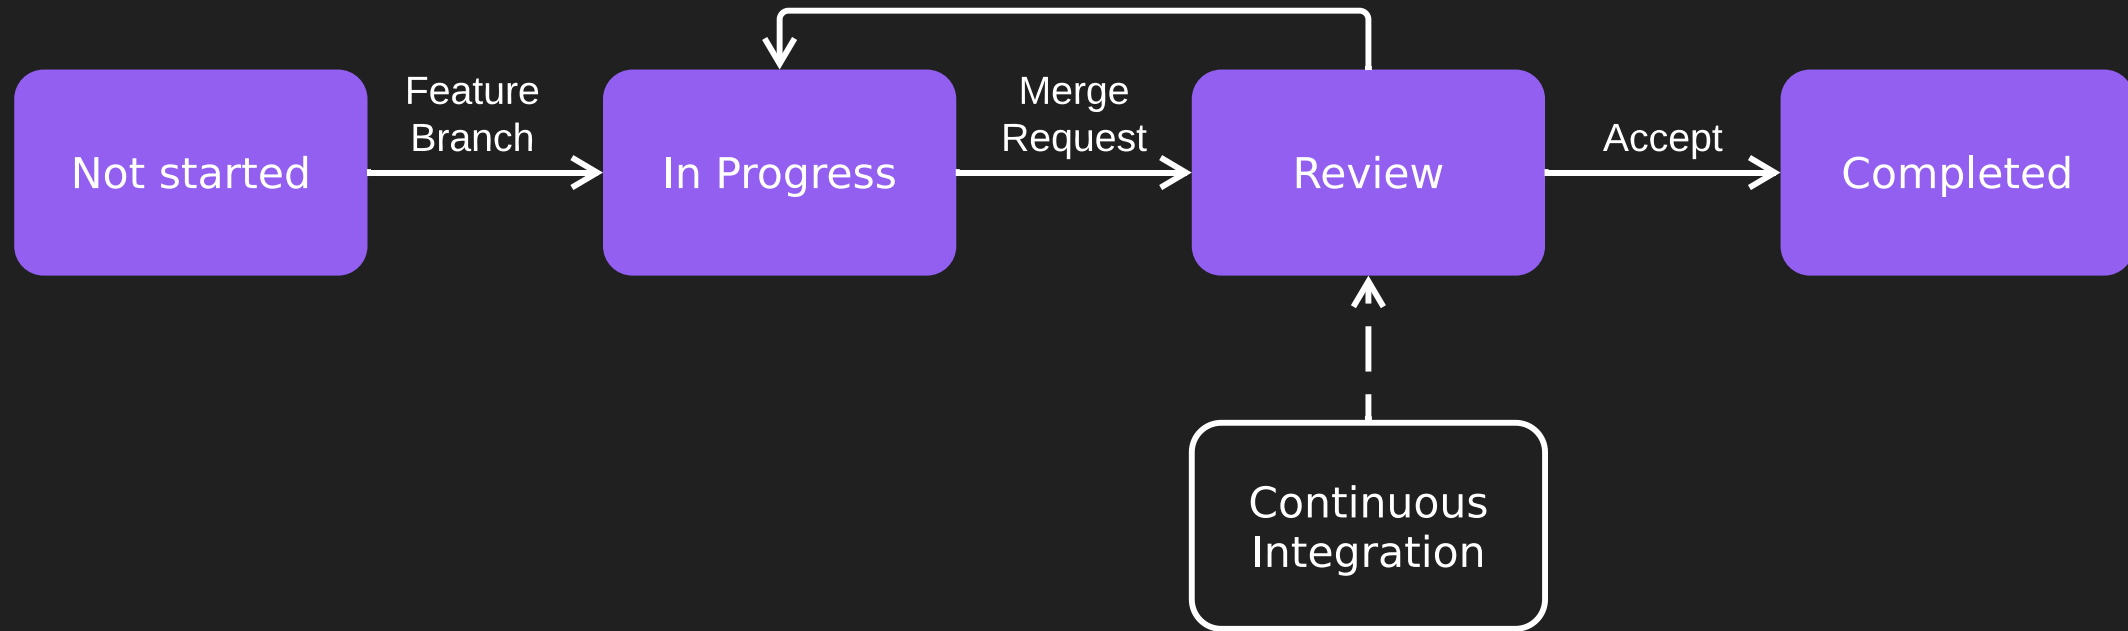 Not started
Feature
Branch
In Progress
Merge
Request
Review
Accept
Completed
Continuous
Integration